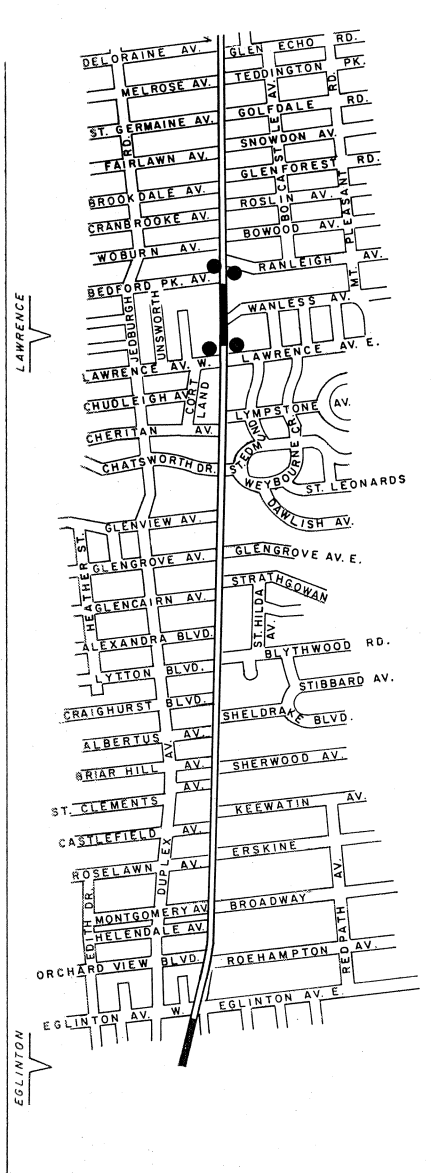 DELORAINE AV.
GLEN ECHO RD.
TEDDINGTON PK.
MELROSE AV.
RD.
GOLFDALE RD.
ST. GERMAINE AV.
SNOWDON AV.
FAIRLAWN AV.
GLENFOREST RD.
BROOKDALE AV.
ROSLIN AV.
CRANBROOKE AV.
BOWOOD AV.
WOBURN AV.
RANLEIGH AV.
BOCASTLE AV.
MT. PLEASANT RD.
BEDFORD PK. AV.
WANLESS AV.
JEDBURGH RD.
UNSWORTH
LAWRENCE
LAWRENCE AV. W.
LAWRENCE AV. E.
CORTLAND
CHUDLEIGH AV.
LYMPSTONE AV.
CHERITAN AV.
ST. EDMUND
CHATSWORTH DR.
WEYBOURNE CR.
ST. LEONARDS
DAWLISH AV.
GLENVIEW AV.
GLENGROVE AV.
GLENGROVE AV. E.
HEATHER ST.
STRATHGOWAN
GLENCAIRN AV.
ST. HILDA AV.
ALEXANDRA BLVD.
BLYTHWOOD RD.
LYTTON BLVD.
STIBBARD AV.
CRAIGHURST BLVD.
SHELDRAKE BLVD.
ALBERTUS AV.
SHERWOOD AV.
BRIAR HILL AV.
ST. CLEMENTS AV.
KEEWATIN AV.
CASTLEFIELD AV.
ERSKINE
ROSELAWN AV.
DUPLEX AV.
BROADWAY
MONTGOMERY AV
HELENDALE AV.
EDITH DR.
REDPATH AV.
ORCHARD VIEW BLVD.
ROEHAMPTON AV.
EGLINTON
EGLINTON AV. W.
EGLINTON AV. E.